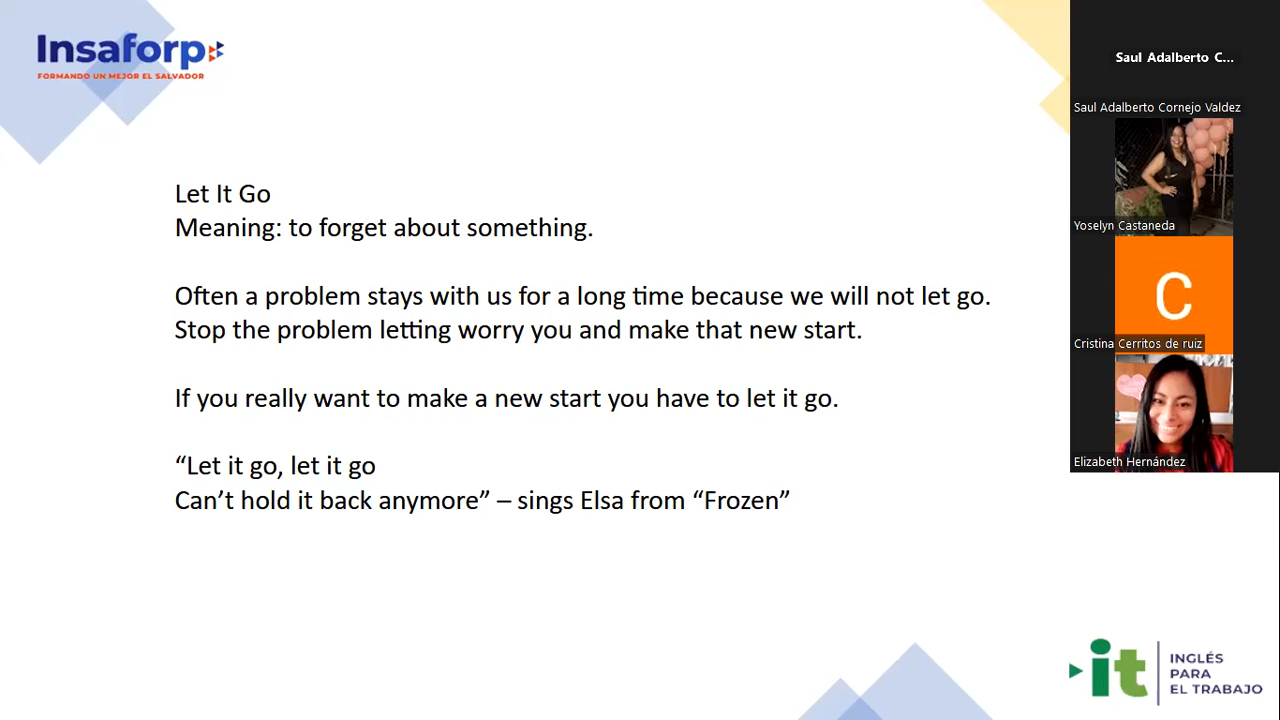 Insaforp
FORMANDO UN MEJOR EL SALVADOR
Let It Go
Meaning: to forget about something.
Often a problem stays with us for a long time because we will not let go.
Stop the problem letting worry you and make that new start.
If you really want to make a new start you have to let it go.
“Let it go, let it go
Can’t hold it back anymore” – sings Elsa from “Frozen”
Saul Adalberto C...
Saul Adalberto Cornejo Valdez
Yoselyn Castaneda
C
Cristina Cerritos de ruiz
Elizabeth Hernández
it
INGLÉS
PARA
EL TRABAJO